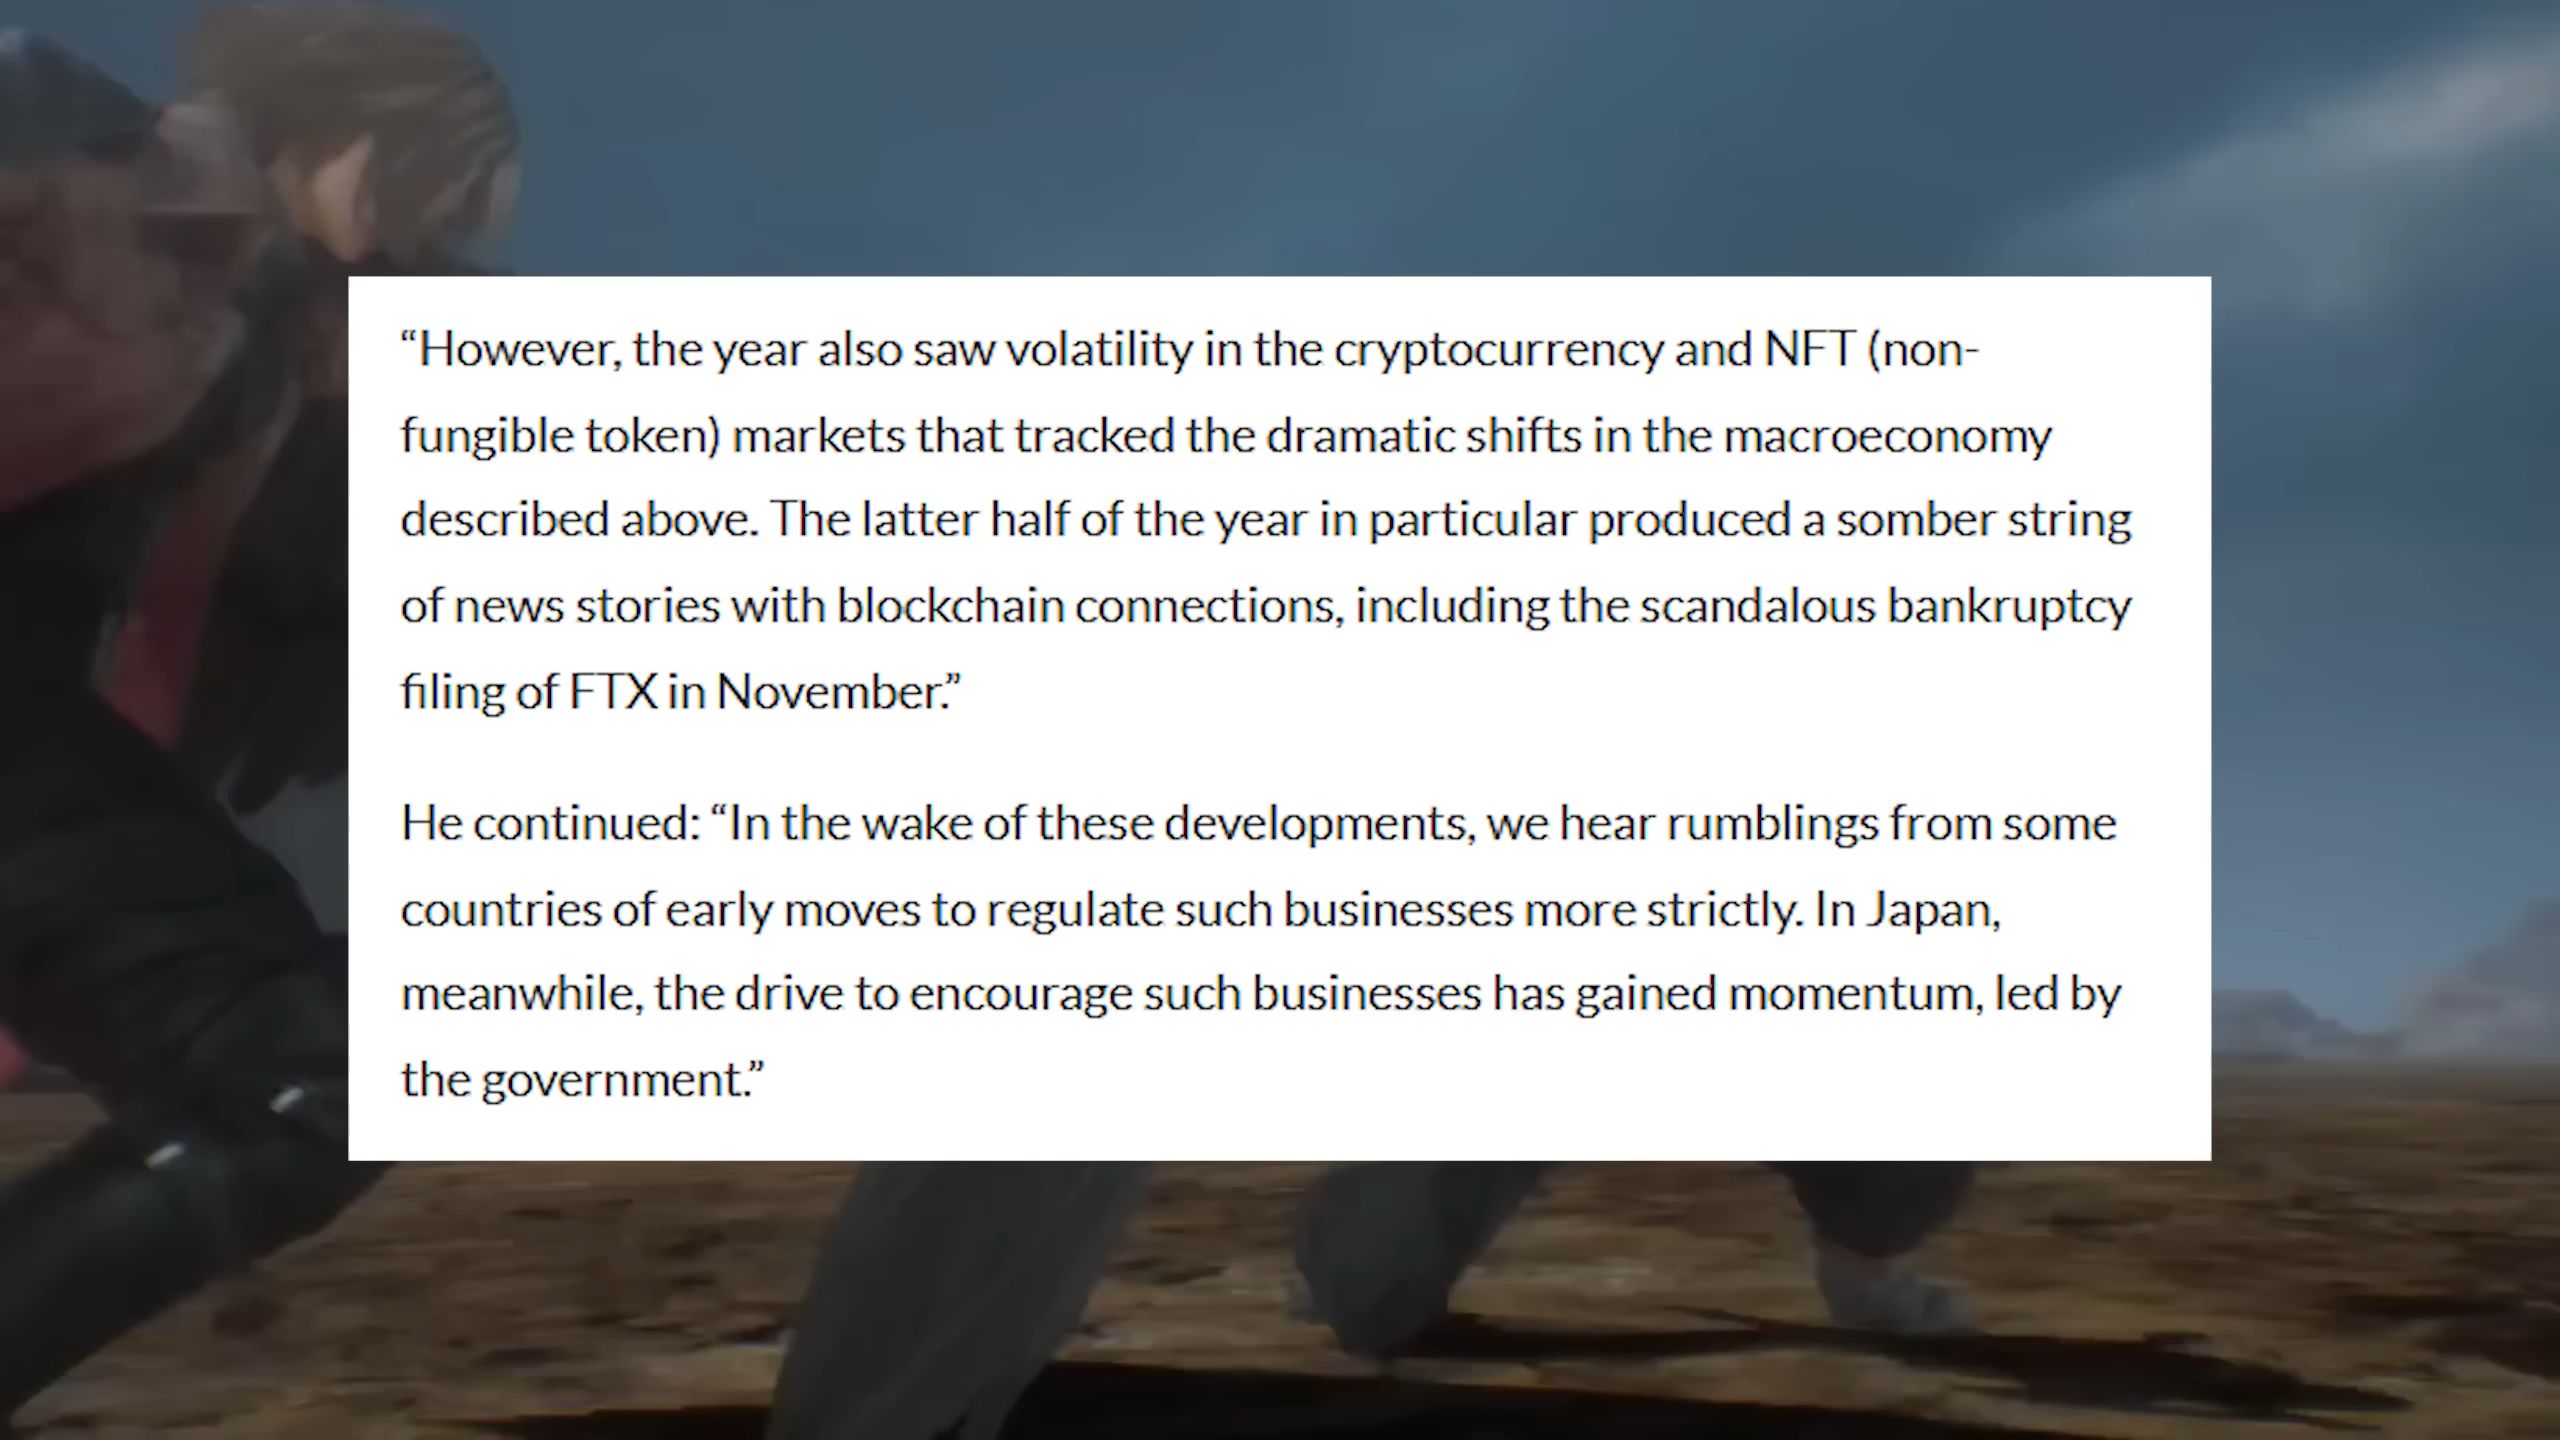 “However, the year also saw volatility in the cryptocurrency and NFT (non-
fungible token) markets that tracked the dramatic shifts in the macroeconomy
described above. The latter half of the year in particular produced a somber string
of news stories with blockchain connections, including the scandalous bankruptcy
filing of FTX in November.”
He continued: “In the wake of these developments, we hear rumblings from some
countries of early moves to regulate such businesses more strictly. In Japan,
meanwhile, the drive to encourage such businesses has gained momentum, led by
the government.”